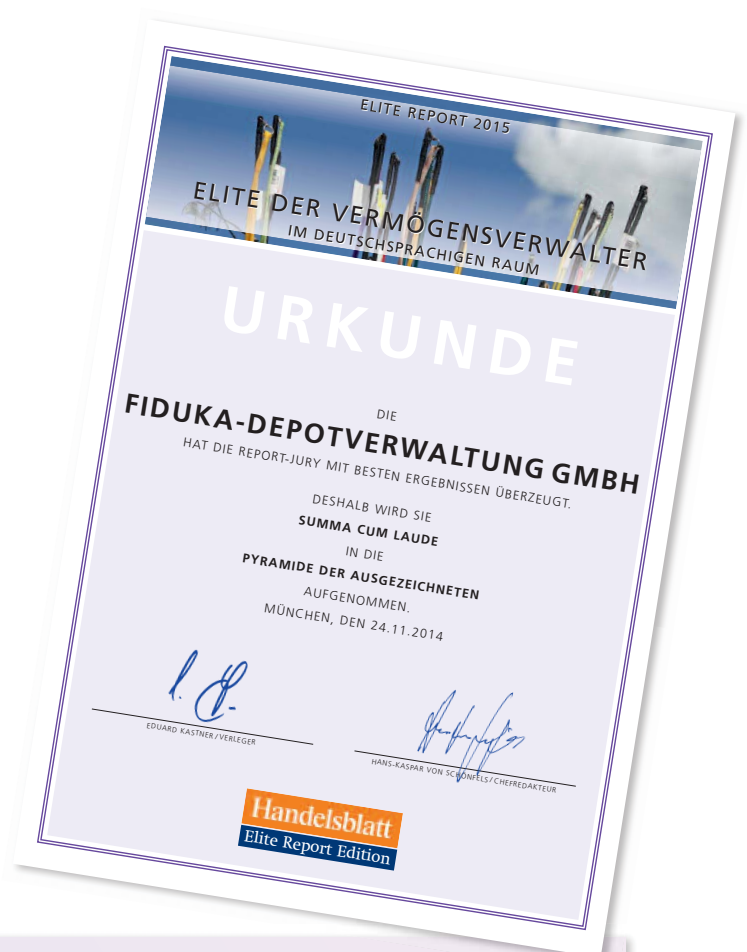 ELITE REPORT 2015
ELITE DER VERMÖGENSVERWALTER
IM DEUTSCHSPRACHIGEN RAUM
URKUNDE
DIE
FIDUKA-DEPOTVERWALTUNG GMBH
HAT DIE REPORT-JURY MIT BESTEN ERGEBNISSEN ÜBERZEUGT.
DESHALB WIRD SIE
SUMMA CUM LAUDE
IN DIE
PYRAMIDE DER AUSGEZEICHNETEN
AUFGENOMMEN.
MÜNCHEN, DEN 24.11.2014
EDUARD KASTNER/VERLEGER
HANS-KASPAR VON SCHÖNFELS/CHEFREDAKTEUR
Handelsblatt
Elite Report Edition